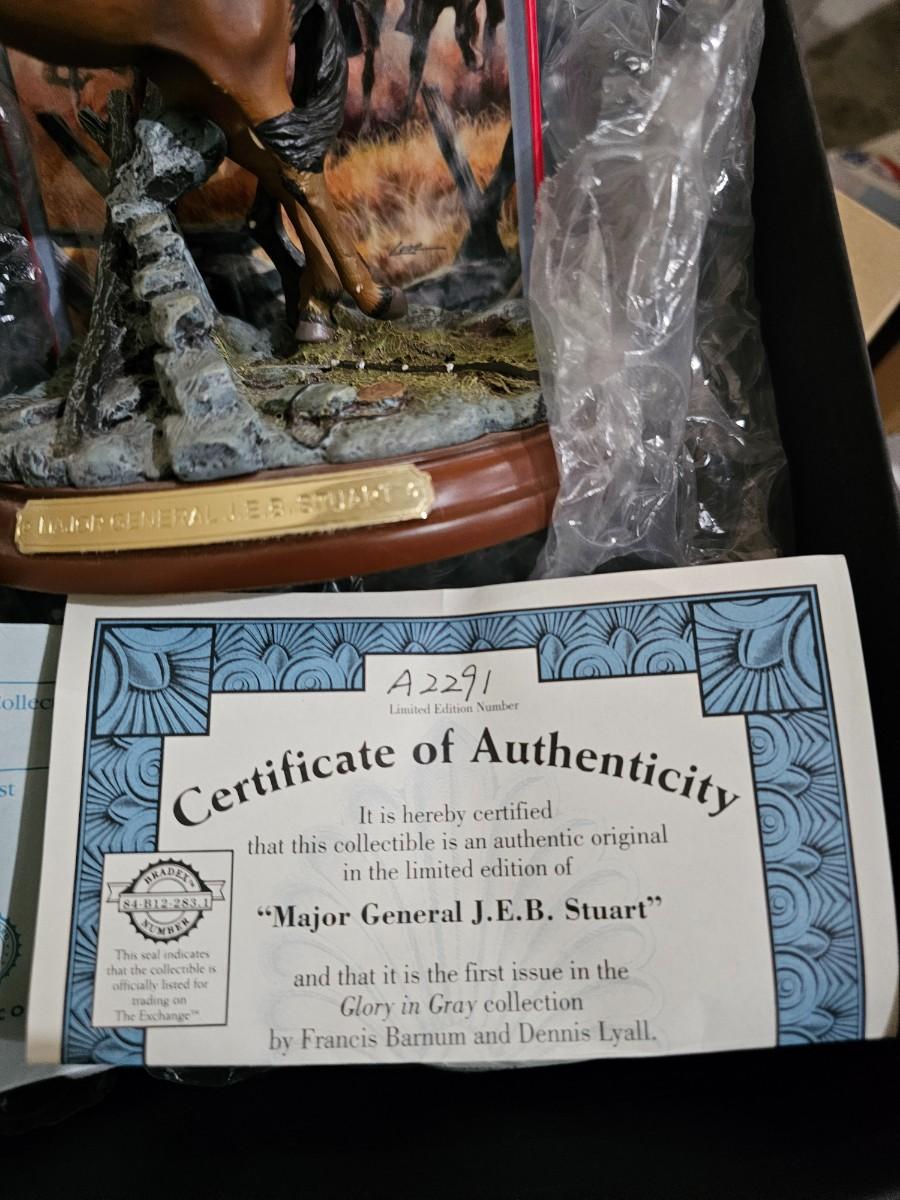 MAJOR GENERAL J.E.B. STUART
A2291
Limited Edition Number
Certificate of Authenticity
It is hereby certified
that this collectible is an authentic original
in the limited edition of
“Major General J.E.B. Stuart”
and that it is the first issue in the
Glory in Gray collection
by Francis Barnum and Dennis Lyall.
BRADEX™
84-B12-283.1
NUMBER
This seal indicates
that the collectible is
officially listed for
trading on
The Exchange™